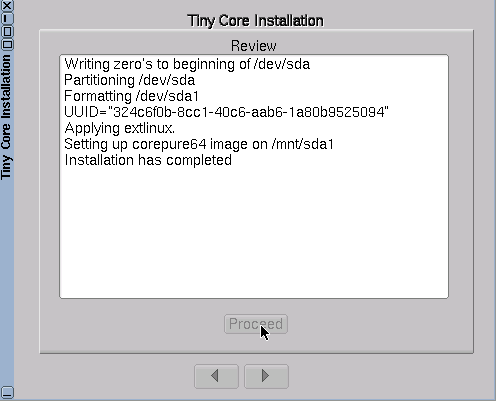 Tiny Core Installation
Tiny Core Installation
Review
Writing zero's to beginning of /dev/sda
Partitioning /dev/sda
Formatting /dev/sda1
UUID="324c6f0b-8cc1-40c6-aab6-1a80b9525094"
Applying extlinux.
Setting up corepure64 image on /mnt/sda1
Installation has completed
Proceed